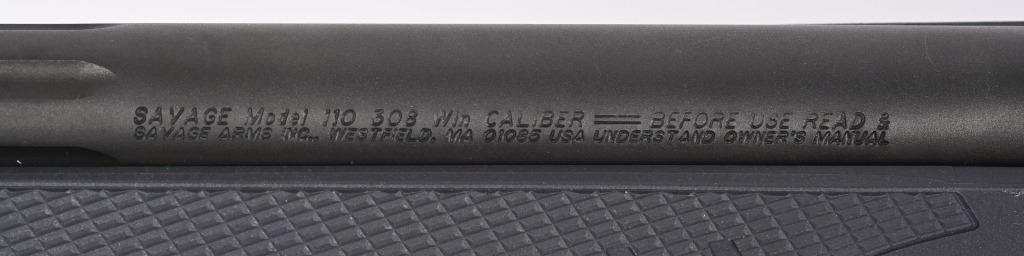 SAVAGE Model 110 308 Win CALIBER == BEFORE USE READ &
SAVAGE ARMS INC., WESTFIELD, MA 01085 USA UNDERSTAND OWNER'S MANUAL